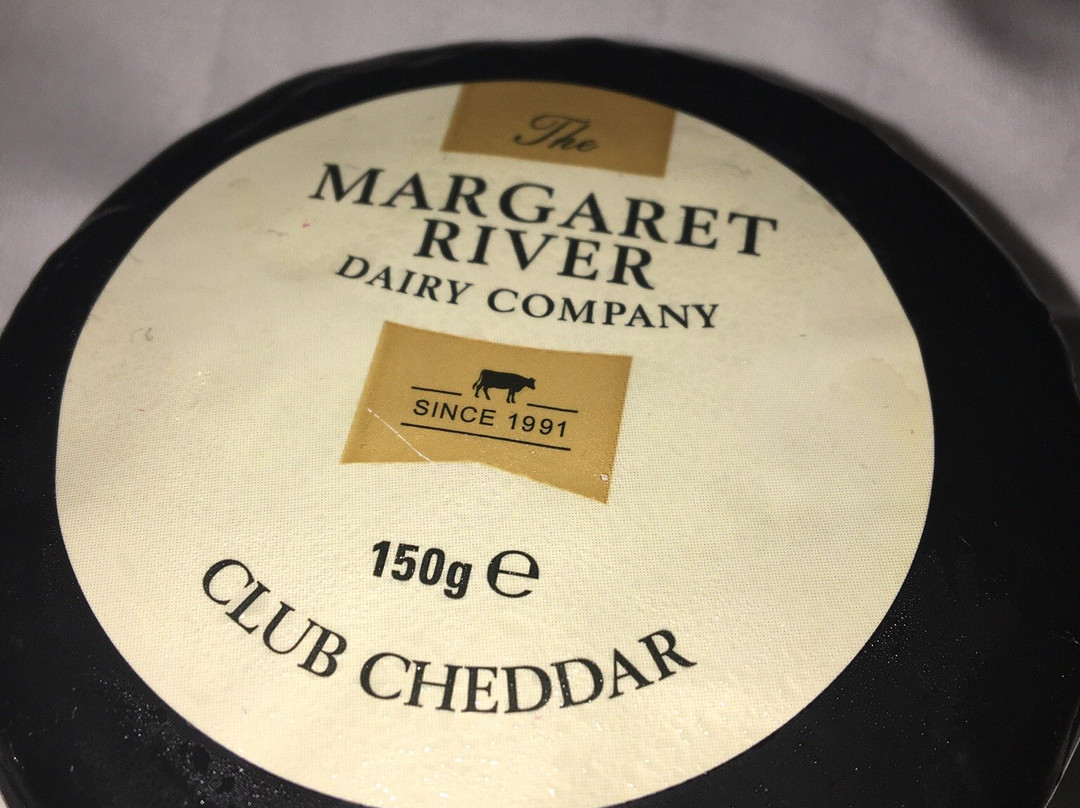 The
MARGARET
RIVER
DAIRY COMPANY
SINCE 1991
150g ℮
CLUB CHEDDAR